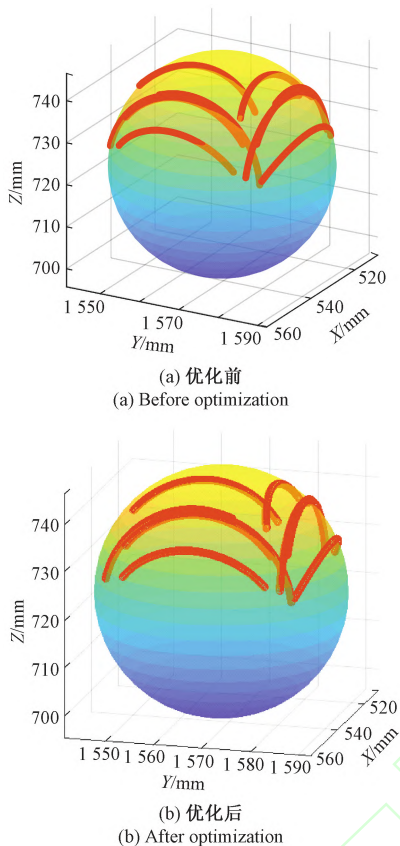 740
730
720
710
700
Z/mm
1 550
1 570
1 590
Y/mm
560
540
520
X/mm
(a) 优化前
(a) Before optimization
740
730
720
710
700
Z/mm
1 550
1 560
1 570
1 580
1 590
Y/mm
560
540
520
X/mm
(b) 优化后
(b) After optimization